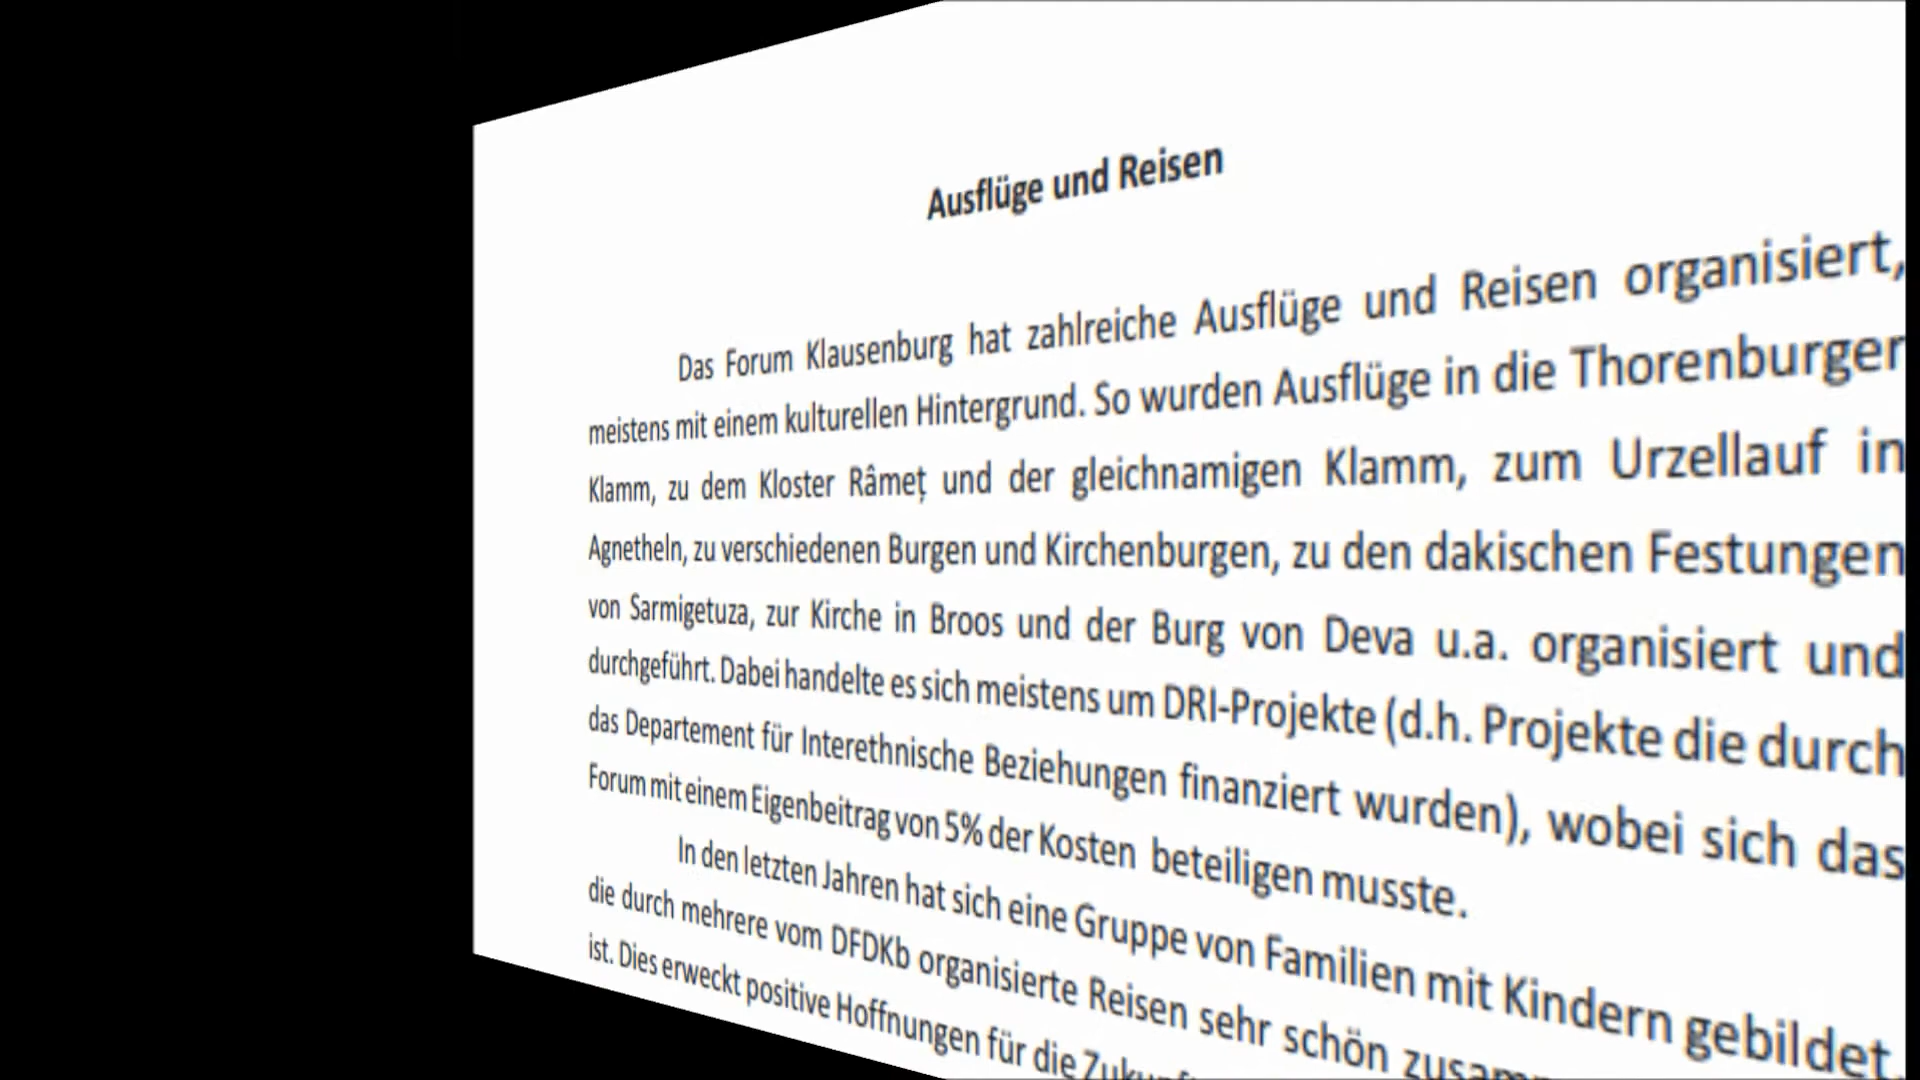 Ausflüge und Reisen
Das Forum Klausenburg hat zahlreiche Ausflüge und Reisen organisiert,
meistens mit einem kulturellen Hintergrund. So wurden Ausflüge in die Thorenburger
Klamm, zu dem Kloster Râmeț und der gleichnamigen Klamm, zum Urzellauf in
Agnetheln, zu verschiedenen Burgen und Kirchenburgen, zu den dakischen Festungen
von Sarmigetuza, zur Kirche in Broos und der Burg von Deva u.a. organisiert und
durchgeführt. Dabei handelte es sich meistens um DRI-Projekte (d.h. Projekte die durch
das Departement für Interethnische Beziehungen finanziert wurden), wobei sich das
Forum mit einem Eigenbeitrag von 5% der Kosten beteiligen musste.
In den letzten Jahren hat sich eine Gruppe von Familien mit Kindern gebildet,
die durch mehrere vom DFDKb organisierte Reisen sehr schön
ist. Dies erweckt positive Hoffnungen für die